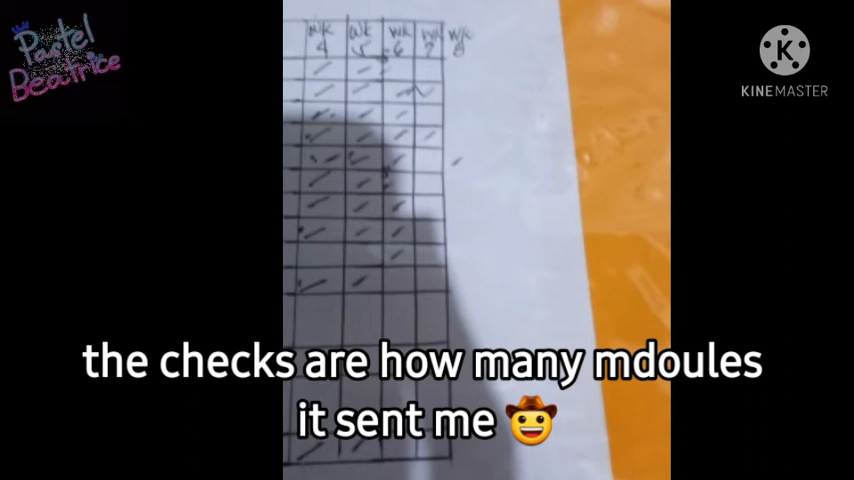 Pastel
Beatrice
KINEMASTER
wk wk wk wk wk
4 5 6 7 8
the checks are how many mdoules
it sent me